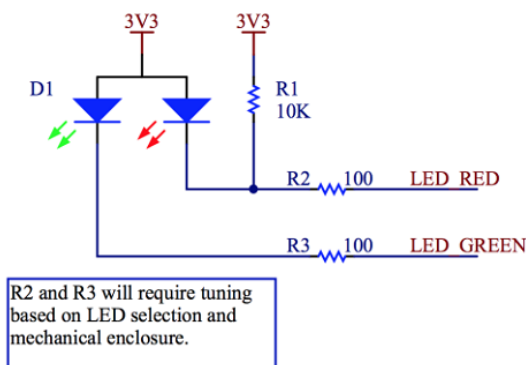 3V3
3V3
D1
R1
10K
R2 100 LED_RED
R3 100 LED_GREEN
R2 and R3 will require tuning
based on LED selection and
mechanical enclosure.